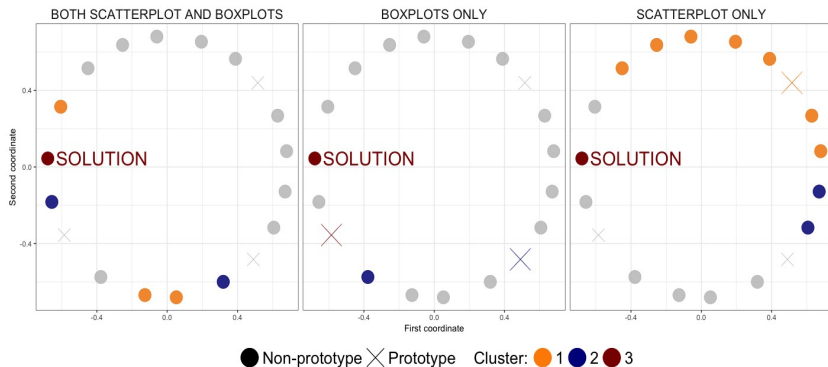 BOTH SCATTERPLOT AND BOXPLOTS
BOXPLOTS ONLY
SCATTERPLOT ONLY
Second coordinate
0.4
0.0
-0.4
SOLUTION
SOLUTION
SOLUTION
-0.4 0.0 0.4
-0.4 0.0 0.4
-0.4 0.0 0.4
First coordinate
Non-prototype Prototype Cluster: 1 2 3